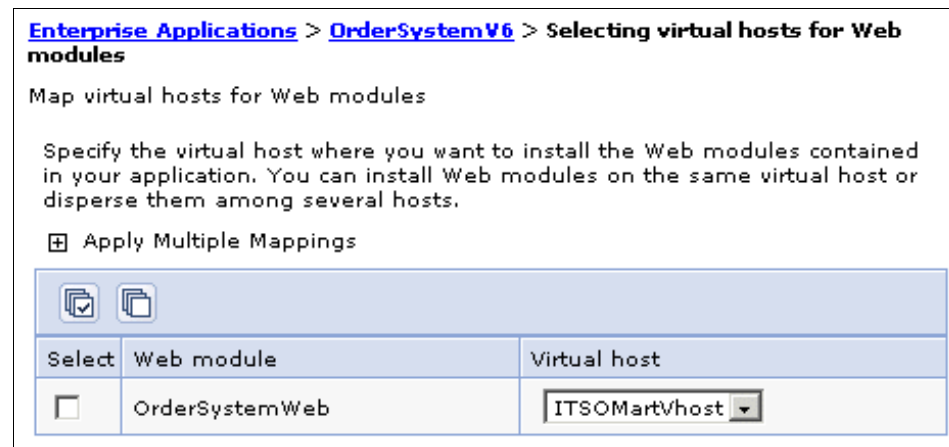 Enterprise Applications > OrderSystemV6 > Selecting virtual hosts for Web
modules
Map virtual hosts for Web modules
Specify the virtual host where you want to install the Web modules contained
in your application. You can install Web modules on the same virtual host or
disperse them among several hosts.
Apply Multiple Mappings
Select Web module Virtual host
OrderSystemWeb ITSOMartVhost